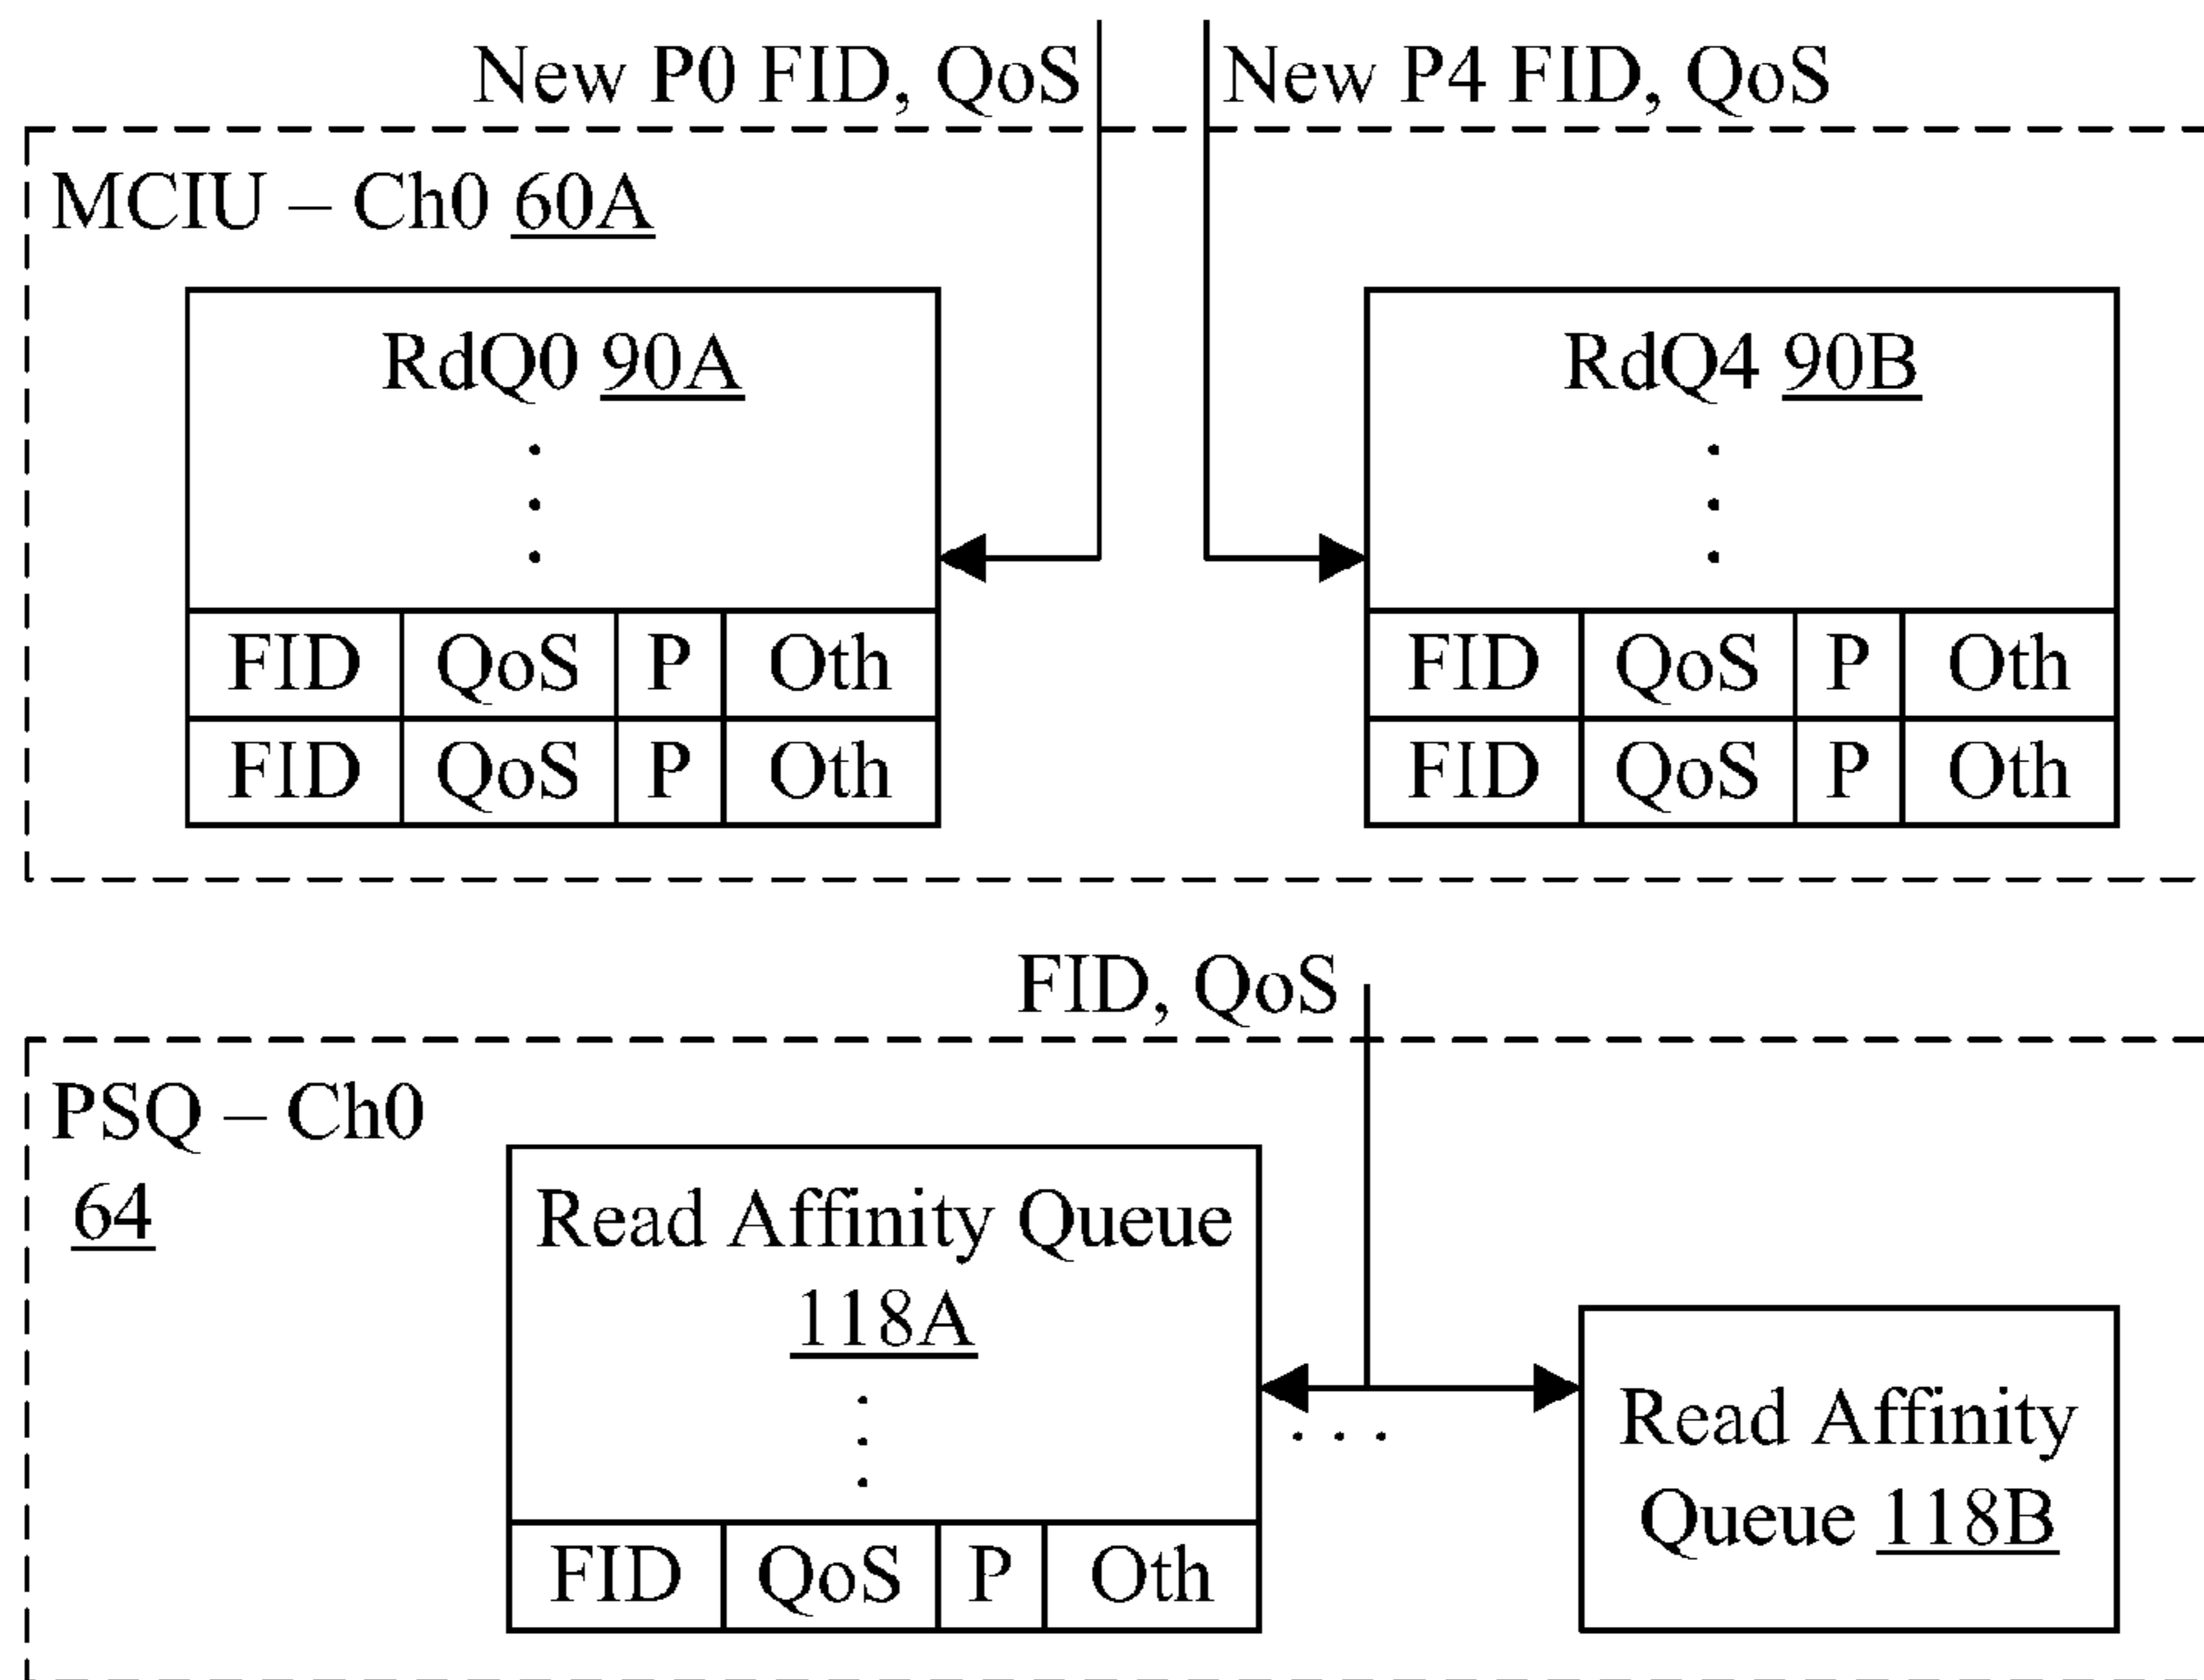 New P0 FID, QoS
New P4 FID, QoS
MCIU – Ch0 60A
RdQ0 90A
FID QoS P Oth
FID QoS P Oth
RdQ4 90B
FID QoS P Oth
FID QoS P Oth
FID, QoS
PSQ – Ch0
64
Read Affinity Queue
118A
FID QoS P Oth
Read Affinity
Queue 118B